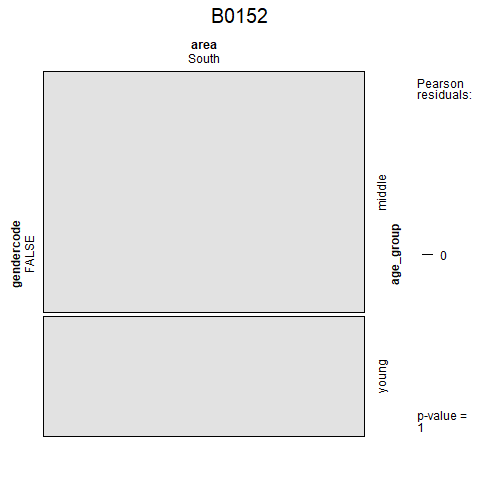 B0152
area
South
Pearson
residuals:
middle
gendercode
FALSE
age_group
0
young
p-value =
1